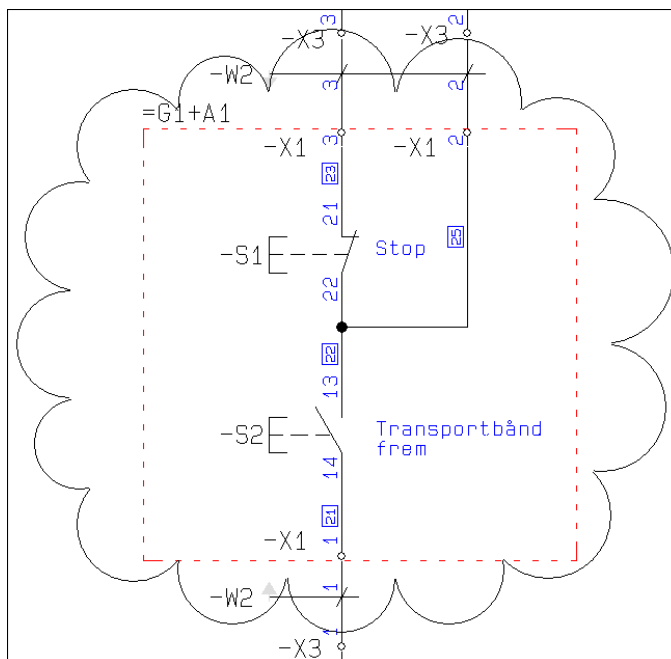 -X3 3 -X3 2
-W2 3 2
=G1+A1
-X1 3 -X1 2
23
21
-S1 Stop 25
22
22
13
-S2 Transportbånd
frem
14
21
-X1 1
-W2 1
-X3 1